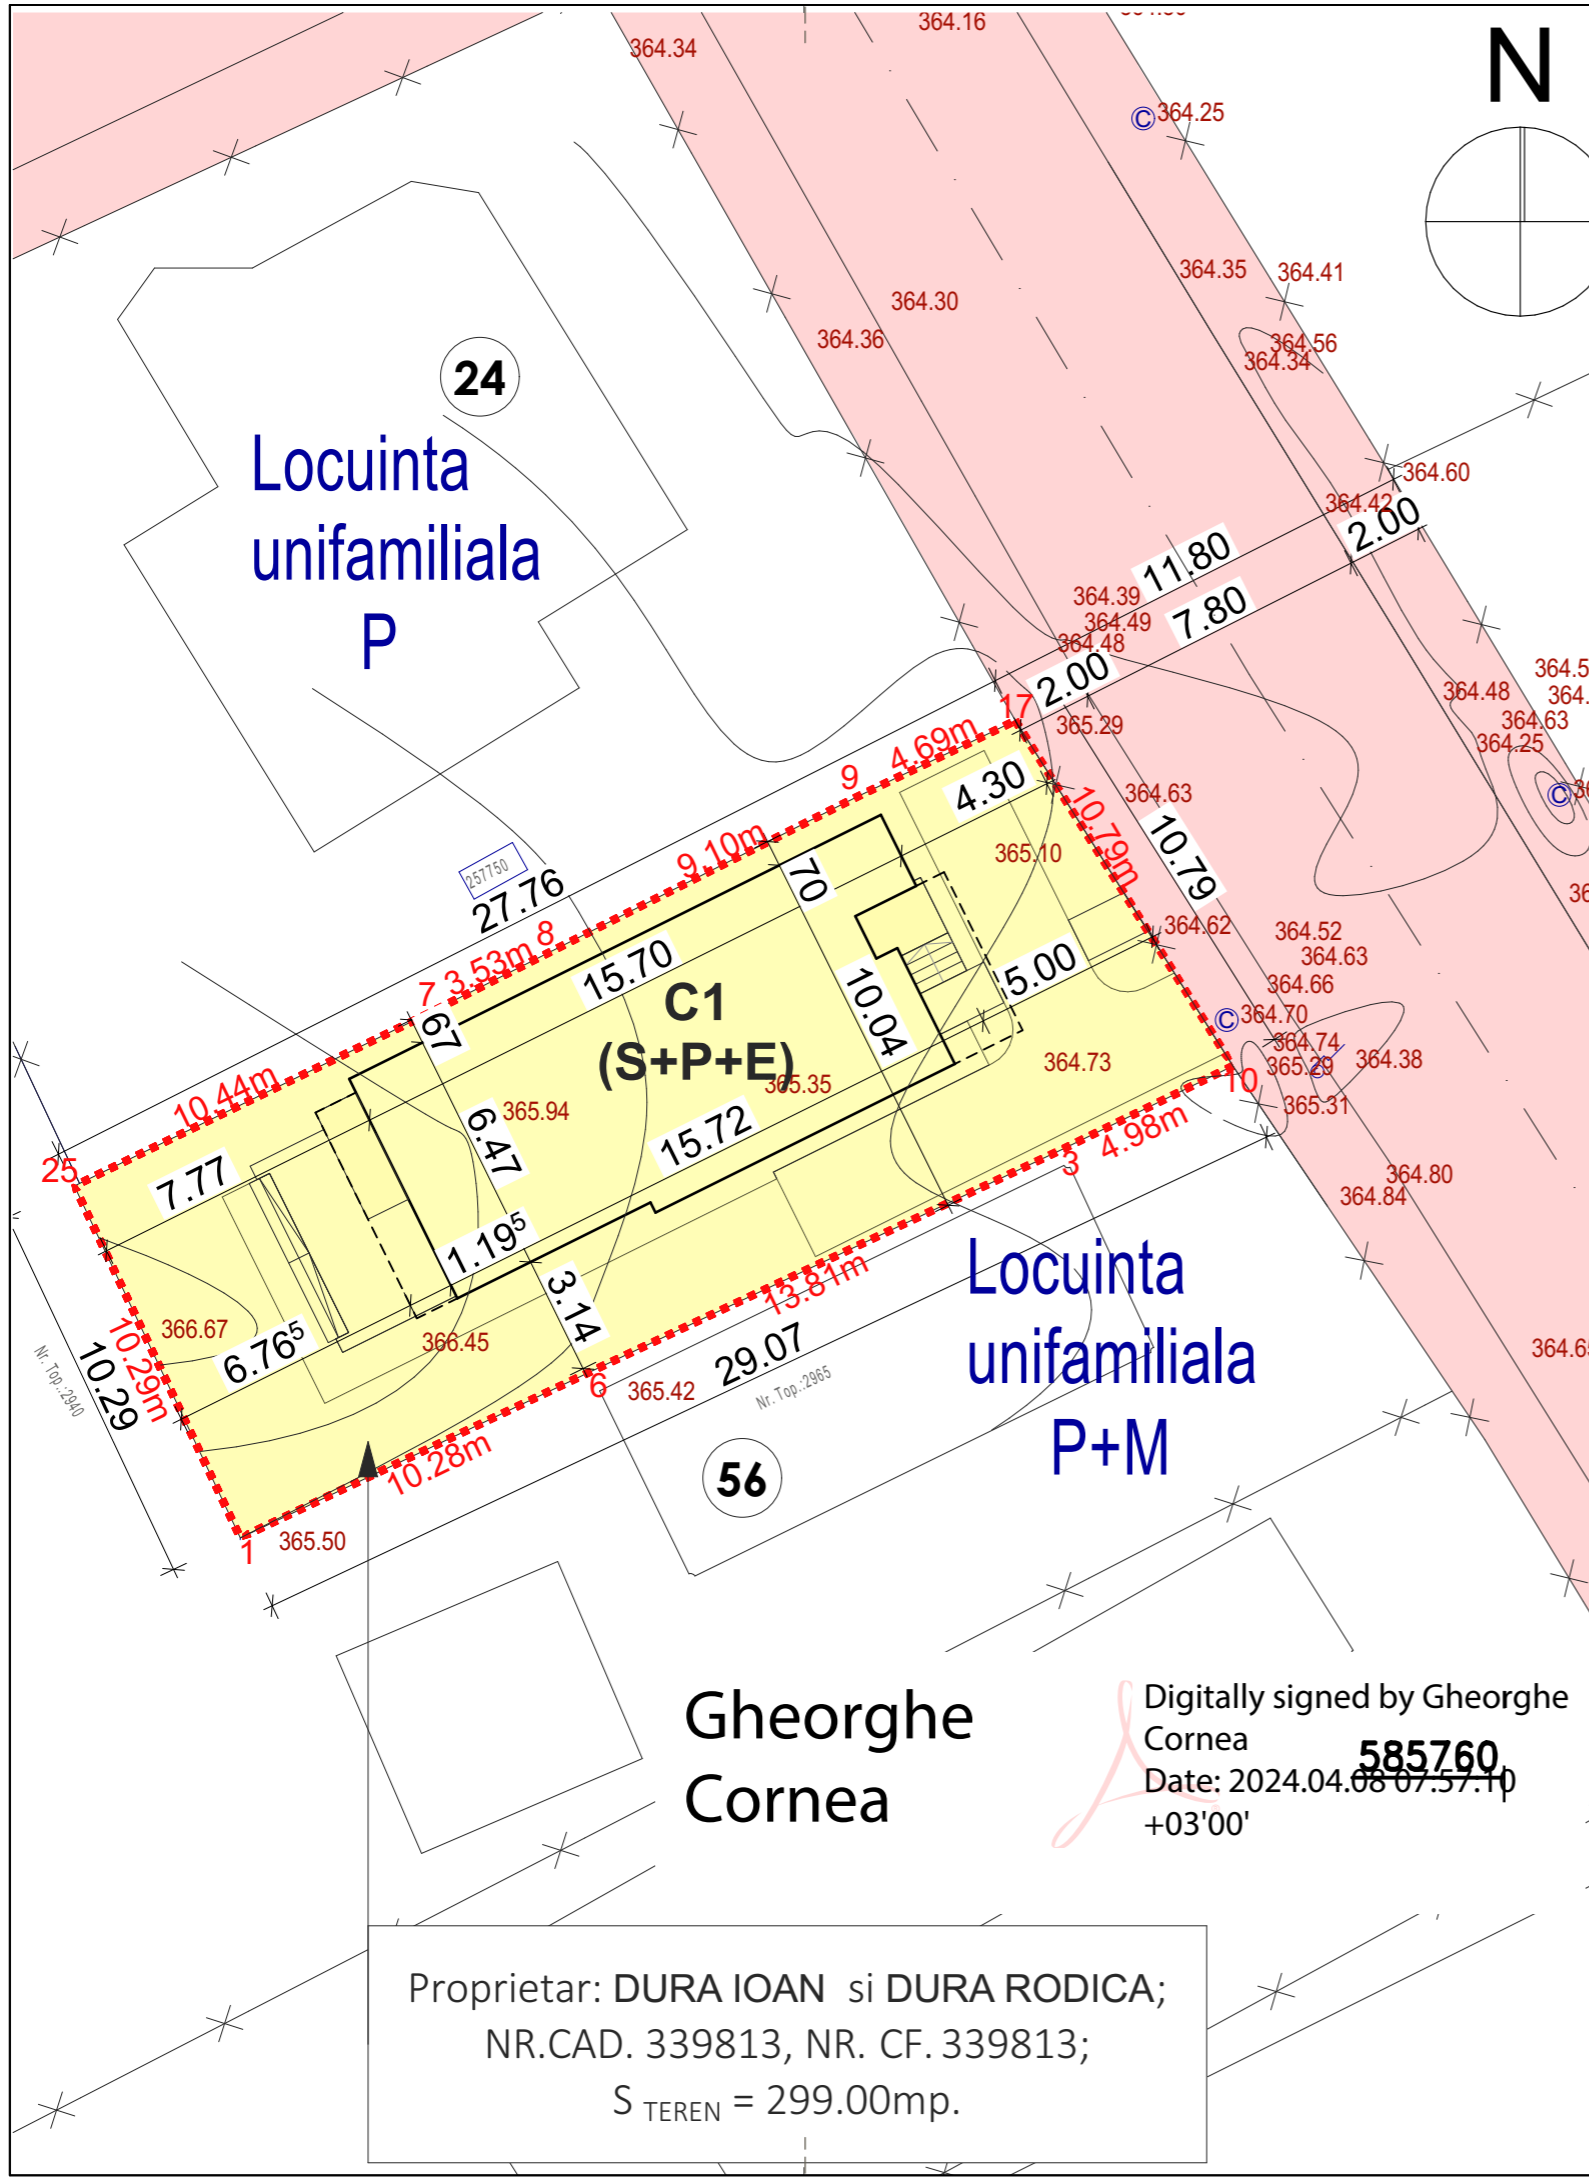 364.34
364.16
N
364.25
364.35
364.41
364.30
364.36
364.56
364.34
24
Locuinta
unifamiliala
P
364.60
364.42
2.00
11.80
7.80
364.39
364.49
364.48
2.00
17
365.29
364.48
364.63
364.25
4.69m
9
4.30
364.63
10.79m
10.79
9.10m
70
365.10
257750
27.76
8
3.53m
7
67
15.70
C1
(S+P+E)
10.04
5.00
364.62
364.52
364.63
364.66
364.70
364.74
365.29
364.38
365.31
10
10.44m
365.94
365.35
364.73
6.47
15.72
25
7.77
1.19⁵
3.14
3
4.98m
364.80
364.84
366.67
10.29m
10.29
6.76⁵
366.45
13.81m
29.07
Nr. Top.:2940
Nr. Top.:2965
6
365.42
10.28m
Locuinta
unifamiliala
P+M
56
1
365.50
Gheorghe
Cornea
Digitally signed by Gheorghe
Cornea
585760
Date: 2024.04.08 07:57:10
+03'00'
Proprietar: DURA IOAN si DURA RODICA;
NR.CAD. 339813, NR. CF. 339813;
S TEREN = 299.00mp.